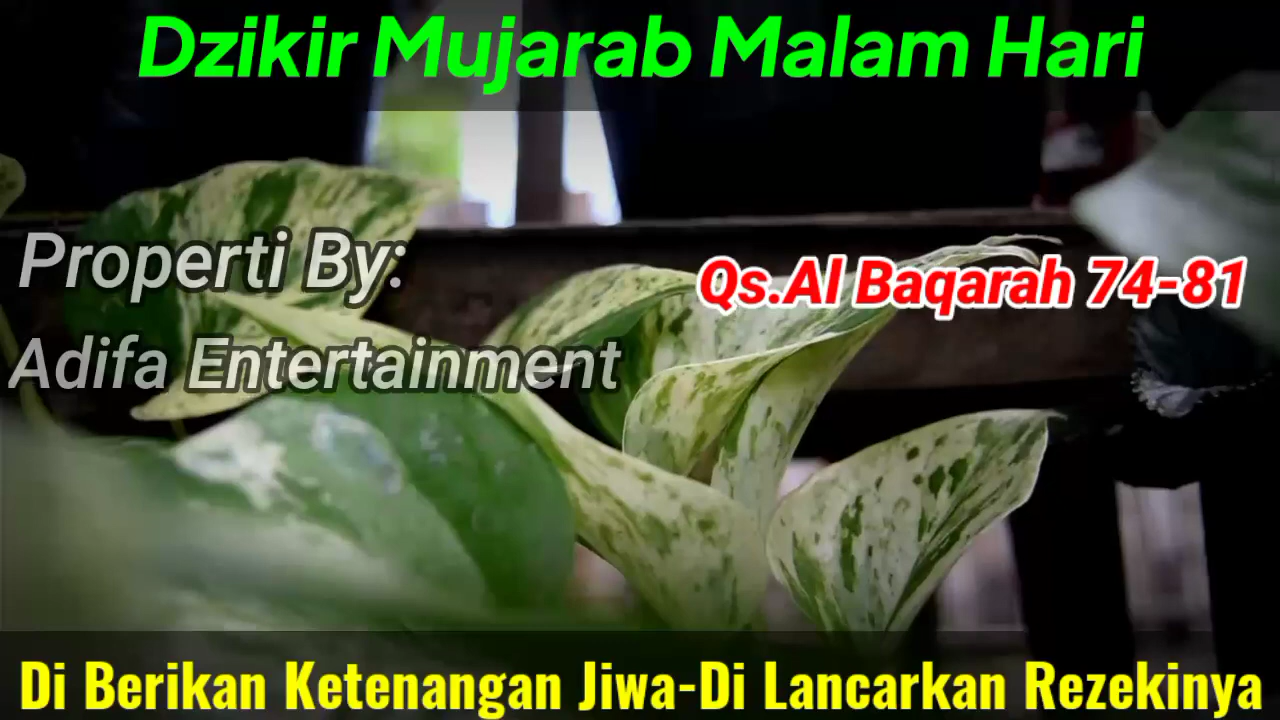 Dzikir Mujarab Malam Hari
Properti By:
Qs.Al Baqarah 74-81
Adifa Entertainment
Di Berikan Ketenangan Jiwa-Di Lancarkan Rezekinya